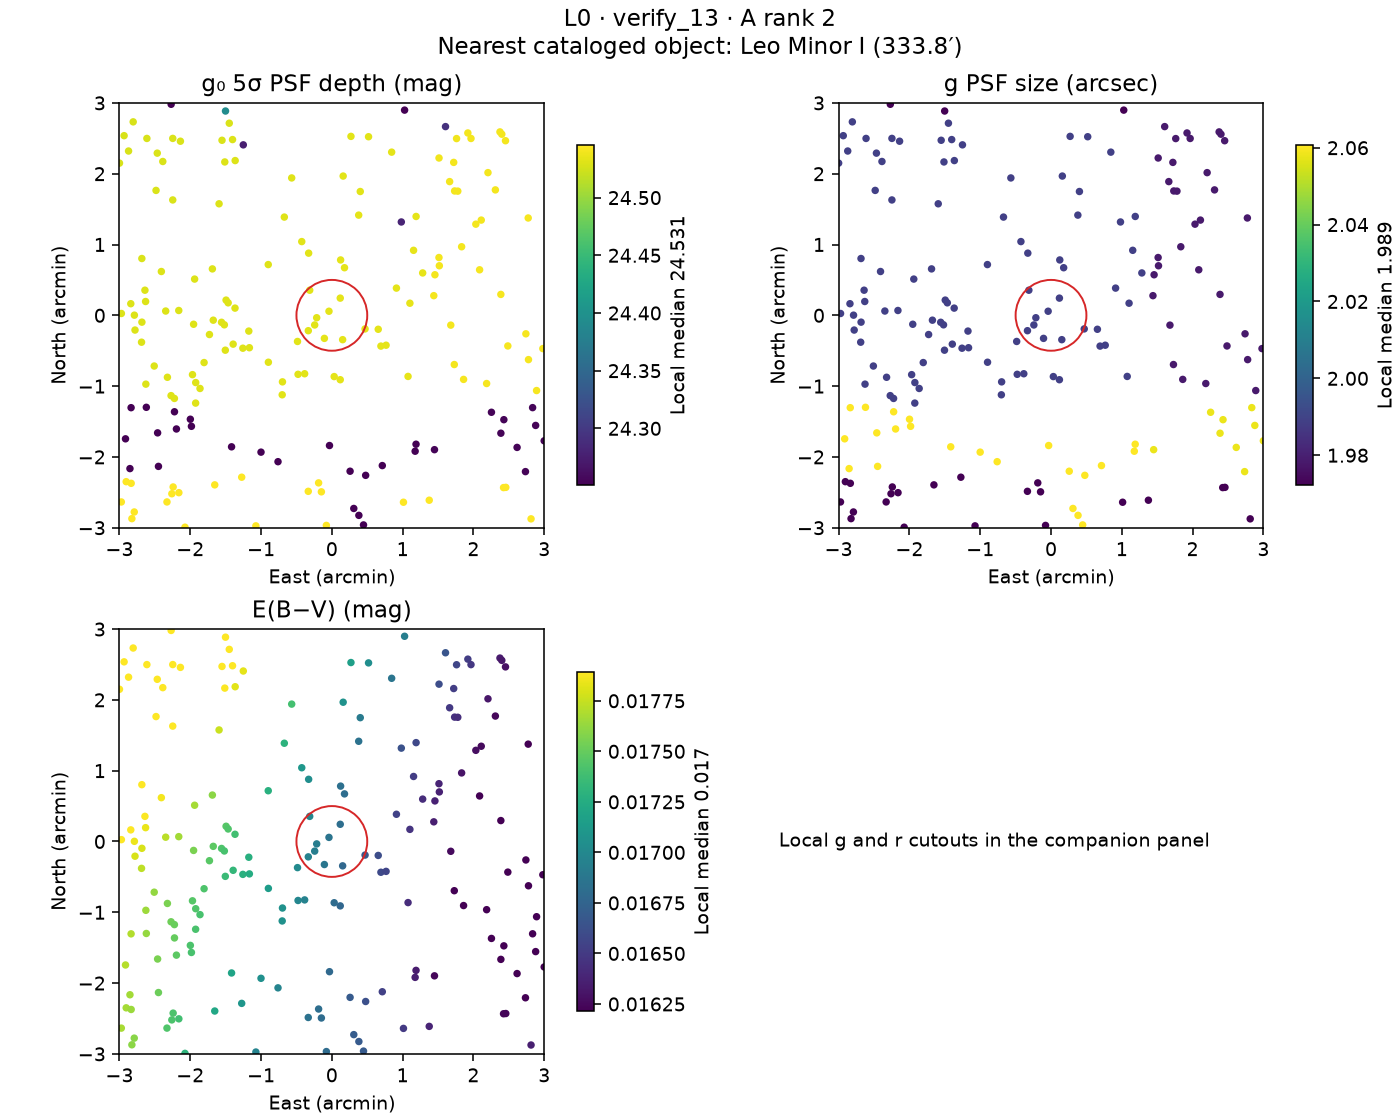 L0 · verify_13 · A rank 2
Nearest cataloged object: Leo Minor I (333.8′)
g₀ 5σ PSF depth (mag)
3
2
1
0
−1
−2
−3
North (arcmin)
−3 −2 −1 0 1 2 3
East (arcmin)
24.50
24.45
24.40
24.35
24.30
Local median 24.531
g PSF size (arcsec)
3
2
1
0
−1
−2
−3
North (arcmin)
−3 −2 −1 0 1 2 3
East (arcmin)
2.06
2.04
2.02
2.00
1.98
Local median 1.989
E(B−V) (mag)
3
2
1
0
−1
−2
−3
North (arcmin)
−3 −2 −1 0 1 2 3
East (arcmin)
0.01775
0.01750
0.01725
0.01700
0.01675
0.01650
0.01625
Local median 0.017
Local g and r cutouts in the companion panel